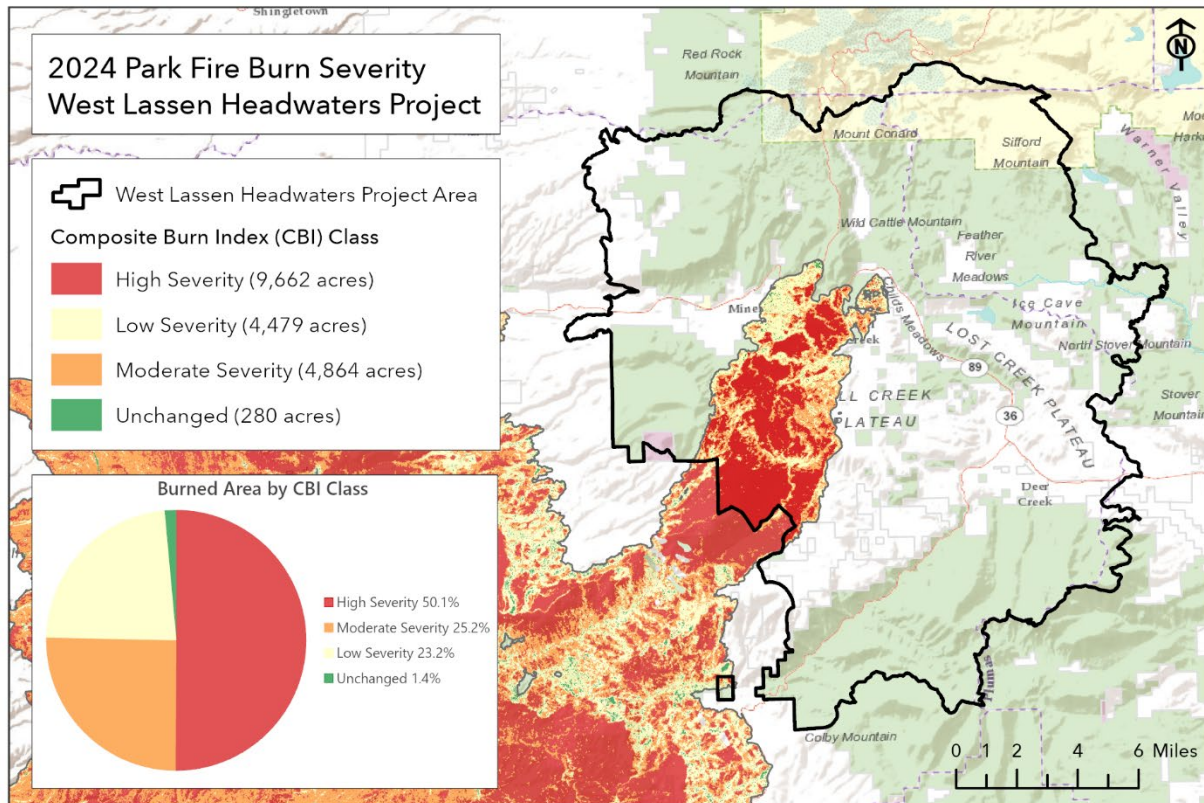 Shingletown
2024 Park Fire Burn Severity
West Lassen Headwaters Project
West Lassen Headwaters Project Area
Composite Burn Index (CBI) Class
High Severity (9,662 acres)
Low Severity (4,479 acres)
Moderate Severity (4,864 acres)
Unchanged (280 acres)
Burned Area by CBI Class
High Severity 50.1%
Moderate Severity 25.2%
Low Severity 23.2%
Unchanged 1.4%
N
Red Rock
Mountain
Mount Conard
Sifford
Mountain
Warner
Valley
Wild Cattle Mountain
Feather
River
Meadows
Childs Meadows
Ice Cave
Mountain
North Stover Mountain
LOST CREEK PLATEAU
89
36
PLATEAU
Stover
Deer
Creek
Plumas
Colby Mountain
0 1 2 4 6 Miles